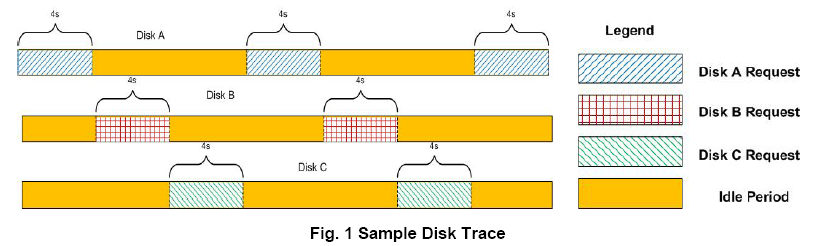 4s
4s
4s
Disk A
Legend
Disk A Request
4s
Disk B
4s
Disk B Request
4s
Disk C
4s
Disk C Request
Idle Period
Fig. 1 Sample Disk Trace